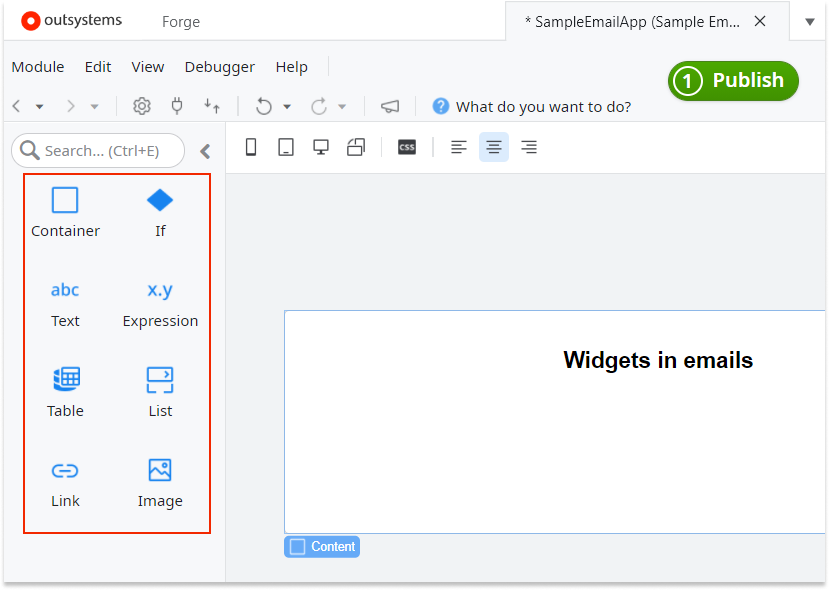 outsystems Forge * SampleEmailApp (Sample Em...
Module Edit View Debugger Help
1 Publish
? What do you want to do?
Search... (Ctrl+E)
css
Container If
abc x.y
Text Expression
Table List
Link Image
Widgets in emails
Content